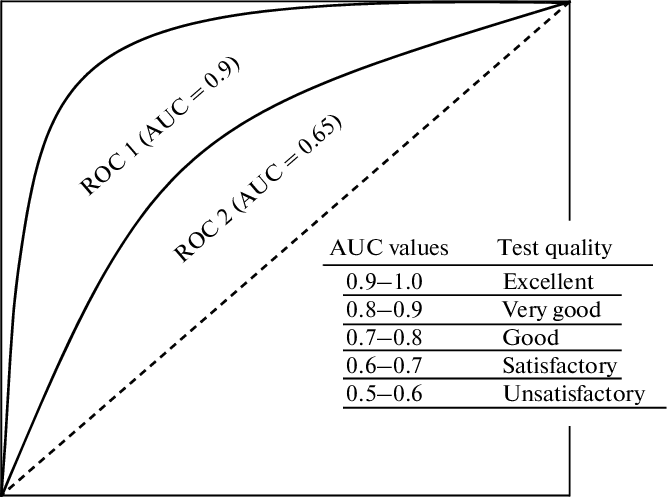 ROC 1 (AUC = 0.9)
ROC 2 (AUC = 0.65)
AUC values Test quality
0.9–1.0 Excellent
0.8–0.9 Very good
0.7–0.8 Good
0.6–0.7 Satisfactory
0.5–0.6 Unsatisfactory